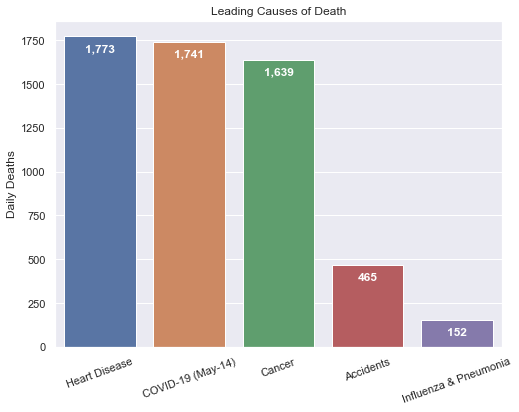 Leading Causes of Death
Daily Deaths
1750
1500
1250
1000
750
500
250
0
1,773
1,741
1,639
465
152
Heart Disease
COVID-19 (May-14)
Cancer
Accidents
Influenza & Pneumonia